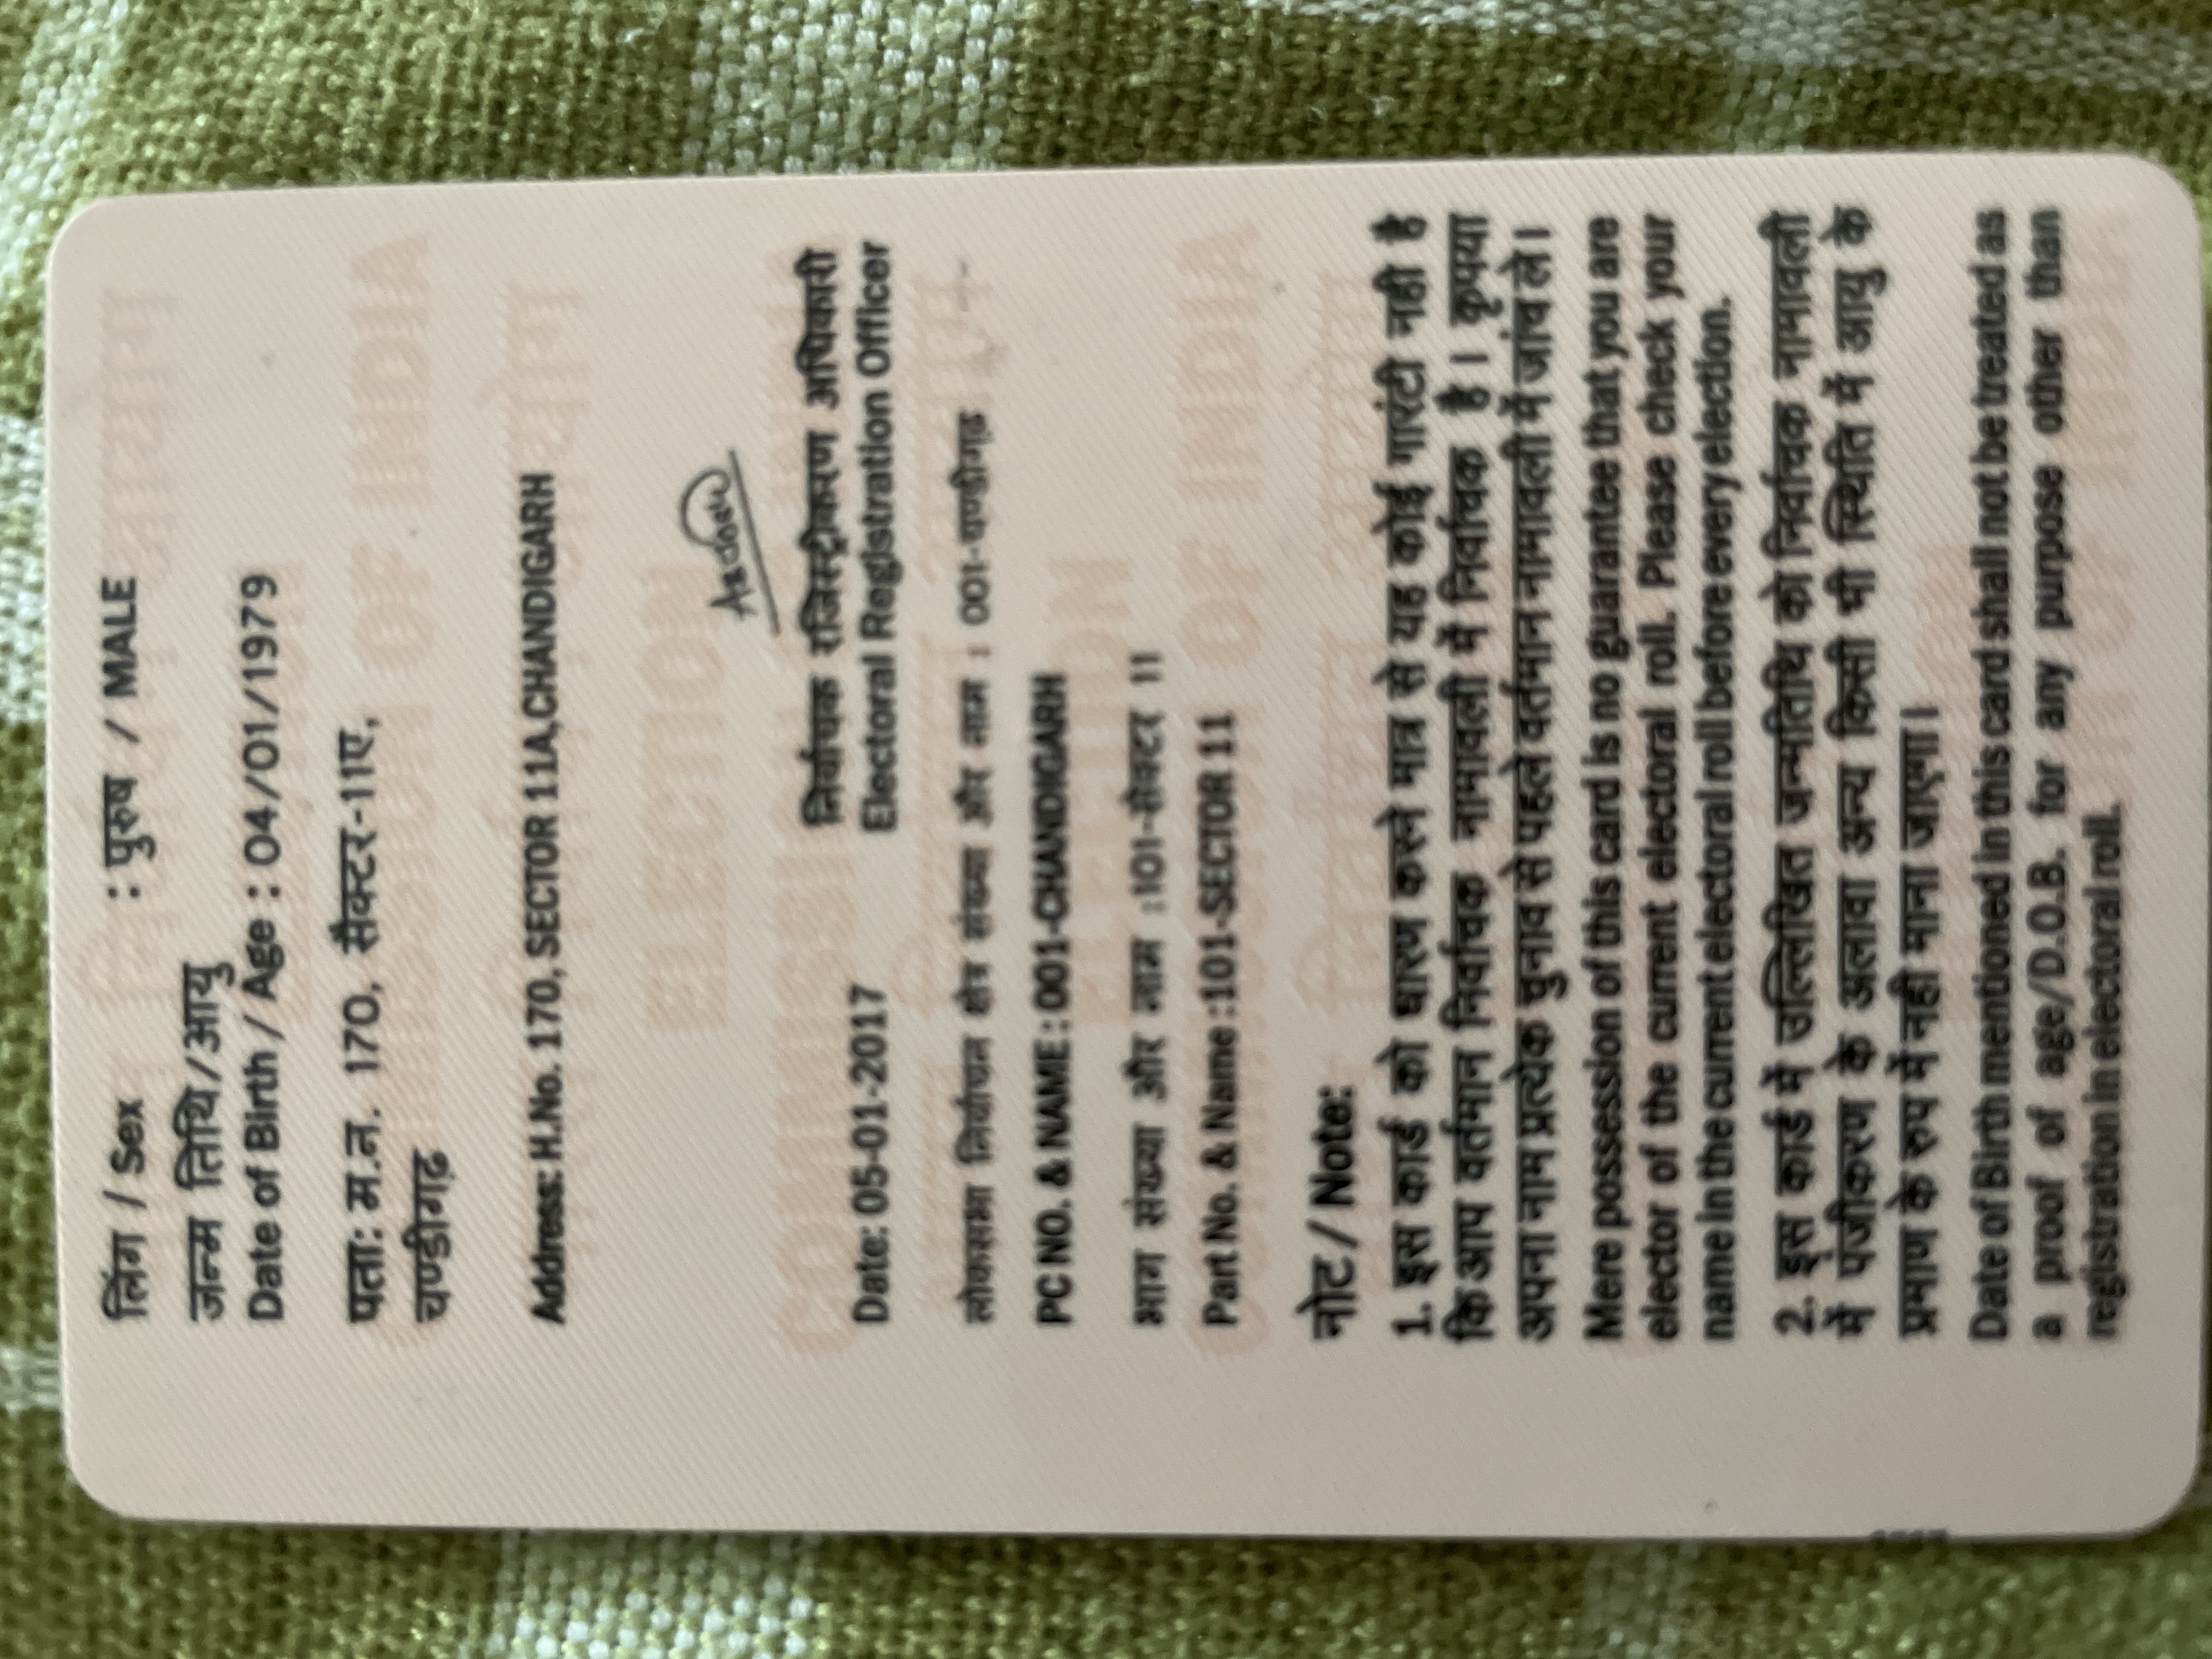 लिंग / Sex : पुरुष / MALE
जन्म तिथि/आयु
Date of Birth / Age : 04/01/1979
पता: म.न. 170, सैक्टर-11ए,
चण्डीगढ़
Address: H.No. 170, SECTOR 11A,CHANDIGARH
निर्वाचक रजिस्ट्रीकरण अधिकारी
Date: 05-01-2017 Electoral Registration Officer
लोकसभा निर्वाचन क्षेत्र संख्या और नाम : 001-चण्डीगढ़
PC NO. & NAME : 001-CHANDIGARH
भाग संख्या और नाम :101-सेक्टर 11
Part No. & Name :101-SECTOR 11
नोट / Note:
1. इस कार्ड को धारण करने मात्र से यह कोई गारंटी नही है
कि आप वर्तमान निर्वाचक नामावली में निर्वाचक है। कृपया
अपना नाम प्रत्येक चुनाव से पहले वर्तमान नामावली में जांच ले।
Mere possession of this card is no guarantee that you are
elector of the current electoral roll. Please check your
name in the current electoral roll before every election.
2. इस कार्ड में उल्लिखित जन्मतिथि को निर्वाचक नामावली
में पंजीकरण के अलावा अन्य किसी भी स्थिति में आयु के
प्रमाण के रुप में नही माना जाएगा।
Date of Birth mentioned in this card shall not be treated as
a proof of age/D.O.B. for any purpose other than
registration in electoral roll.